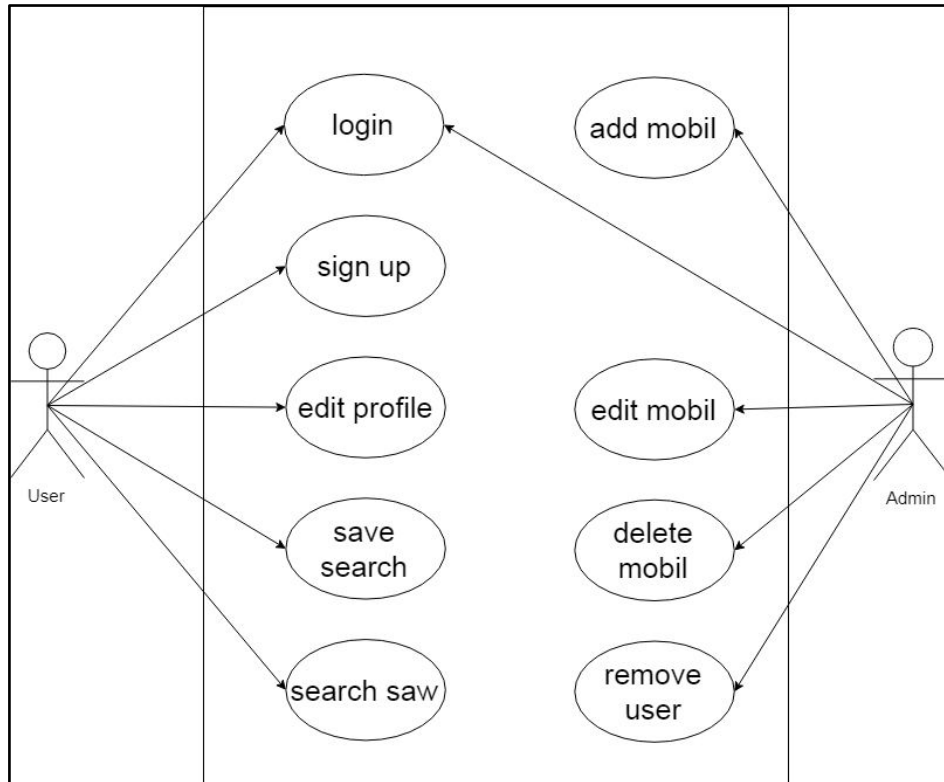 login
add mobil
sign up
edit profile
edit mobil
User
Admin
save
search
delete
mobil
search saw
remove
user